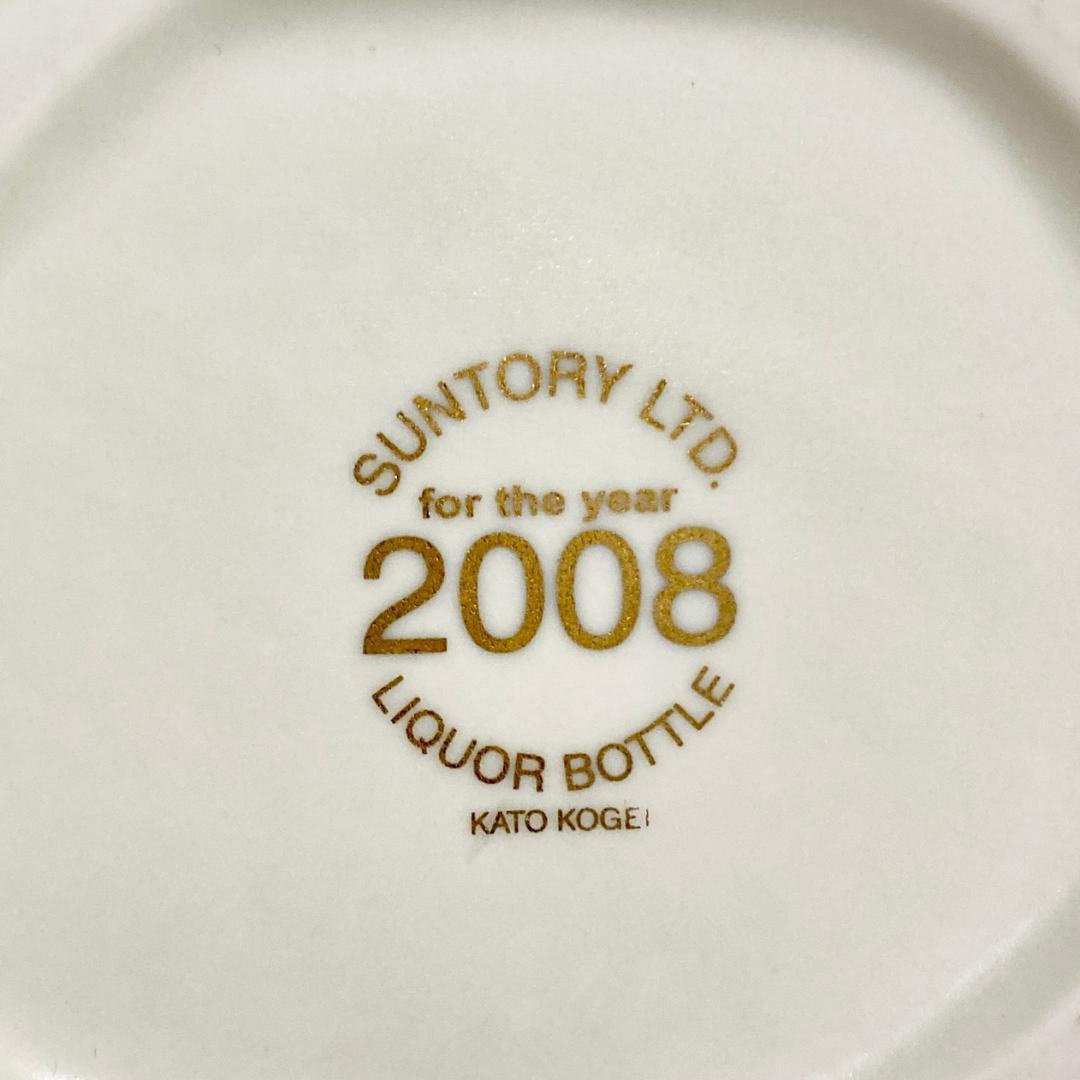 SUNTORY LTD.
for the year
2008
LIQUOR BOTTLE
KATO KOGEI